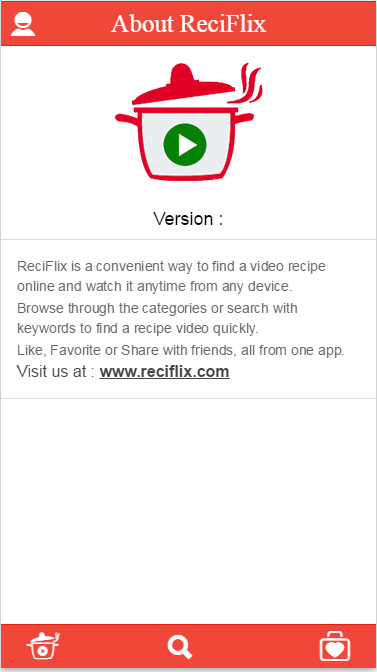 About ReciFlix
Version :
ReciFlix is a convenient way to find a video recipe
online and watch it anytime from any device.
Browse through the categories or search with
keywords to find a recipe video quickly.
Like, Favorite or Share with friends, all from one app.
Visit us at : www.reciflix.com